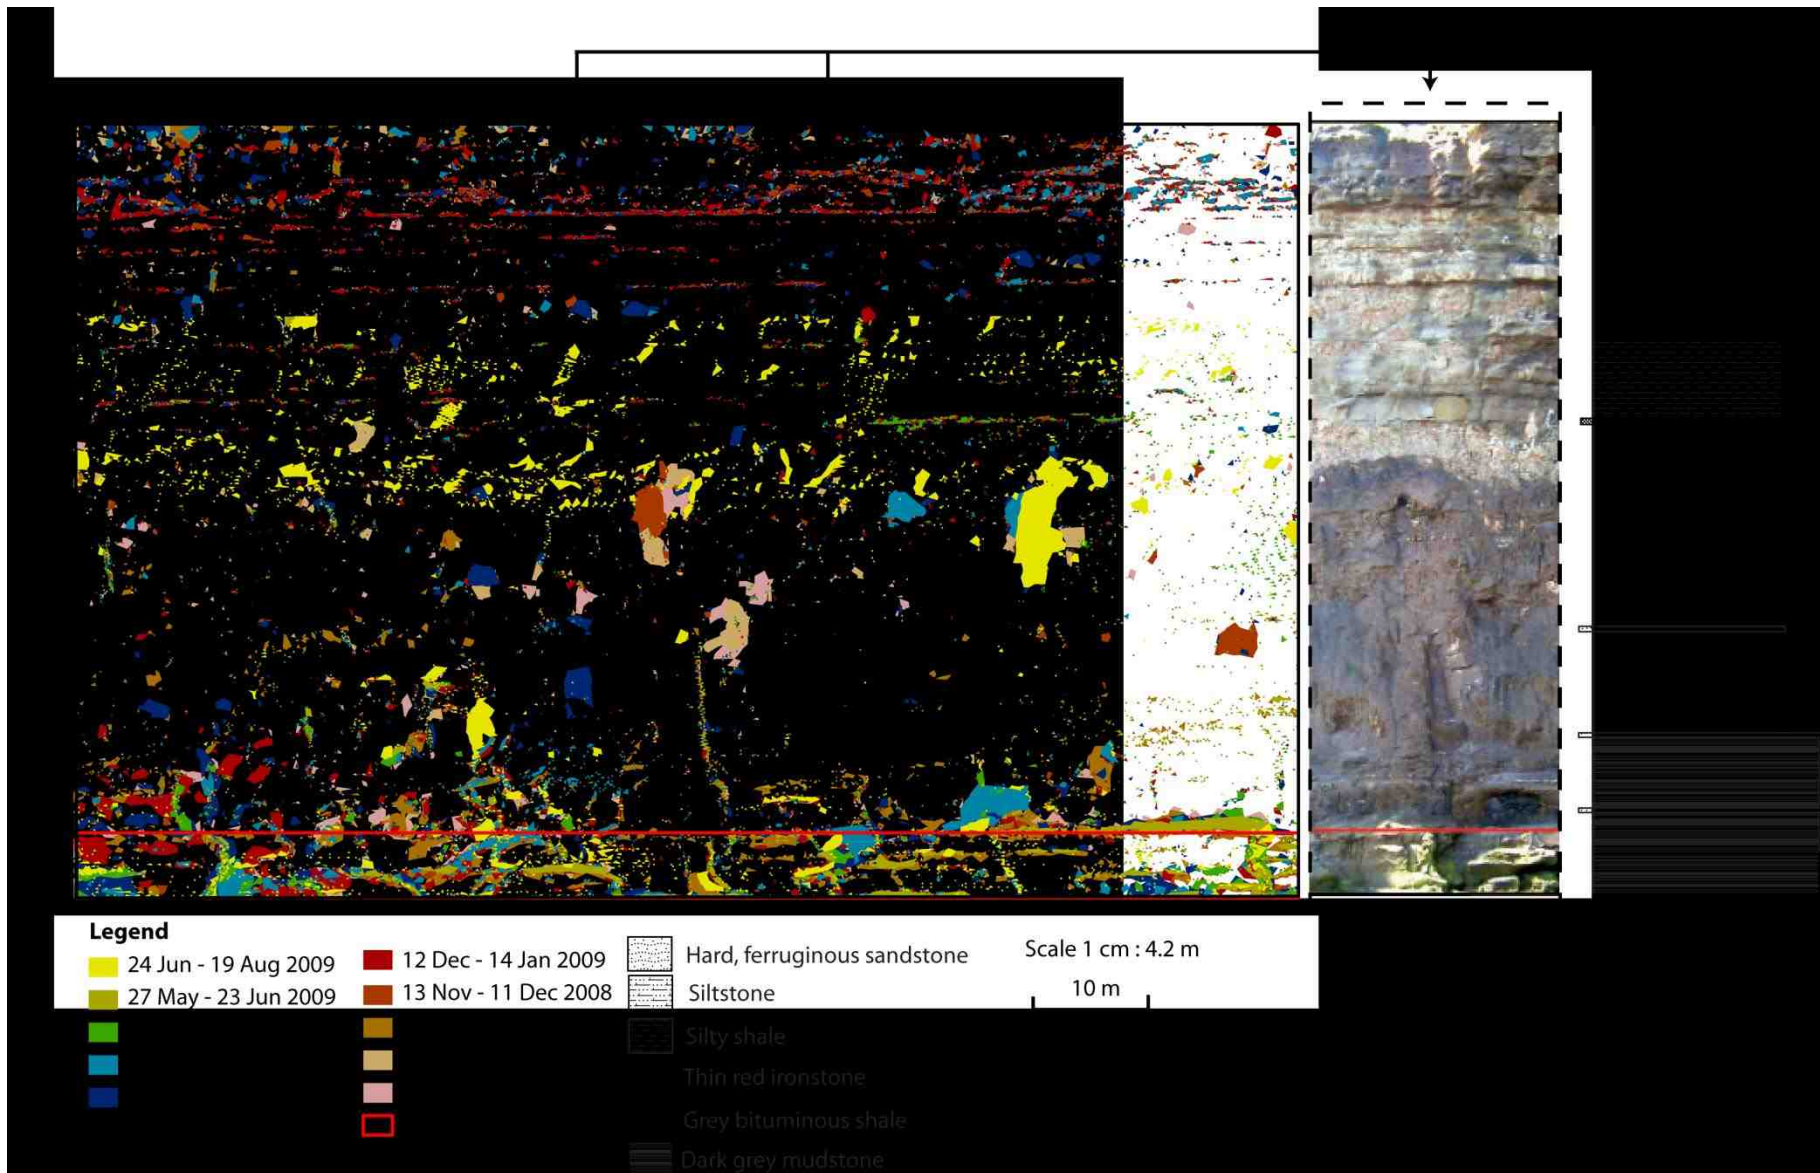 Legend
24 Jun - 19 Aug 2009
27 May - 23 Jun 2009
12 Dec - 14 Jan 2009
13 Nov - 11 Dec 2008
Hard, ferruginous sandstone
Siltstone
Silty shale
Thin red ironstone
Grey bituminous shale
Dark grey mudstone
Scale 1 cm : 4.2 m
10 m